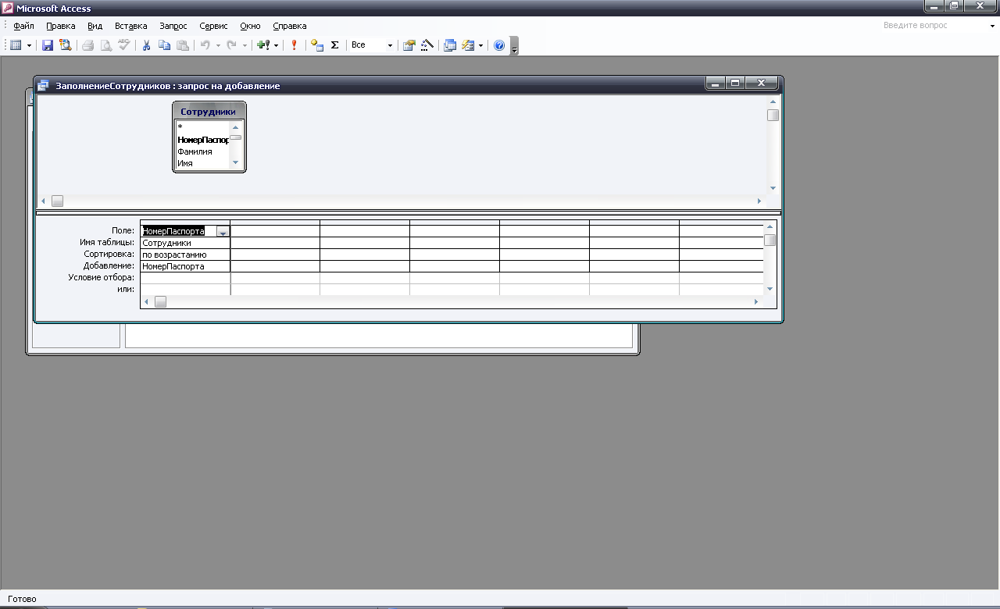 Microsoft Access
Файл Правка Вид Вставка Запрос Сервис Окно Справка Введите вопрос
ABC Σ Все
ЗаполнениеСотрудников : запрос на добавление
Сотрудники
*
НомерПаспор
Фамилия
Имя
Поле: НомерПаспорта
Имя таблицы: Сотрудники
Сортировка: по возрастанию
Добавление: НомерПаспорта
Условие отбора:
или:
Готово